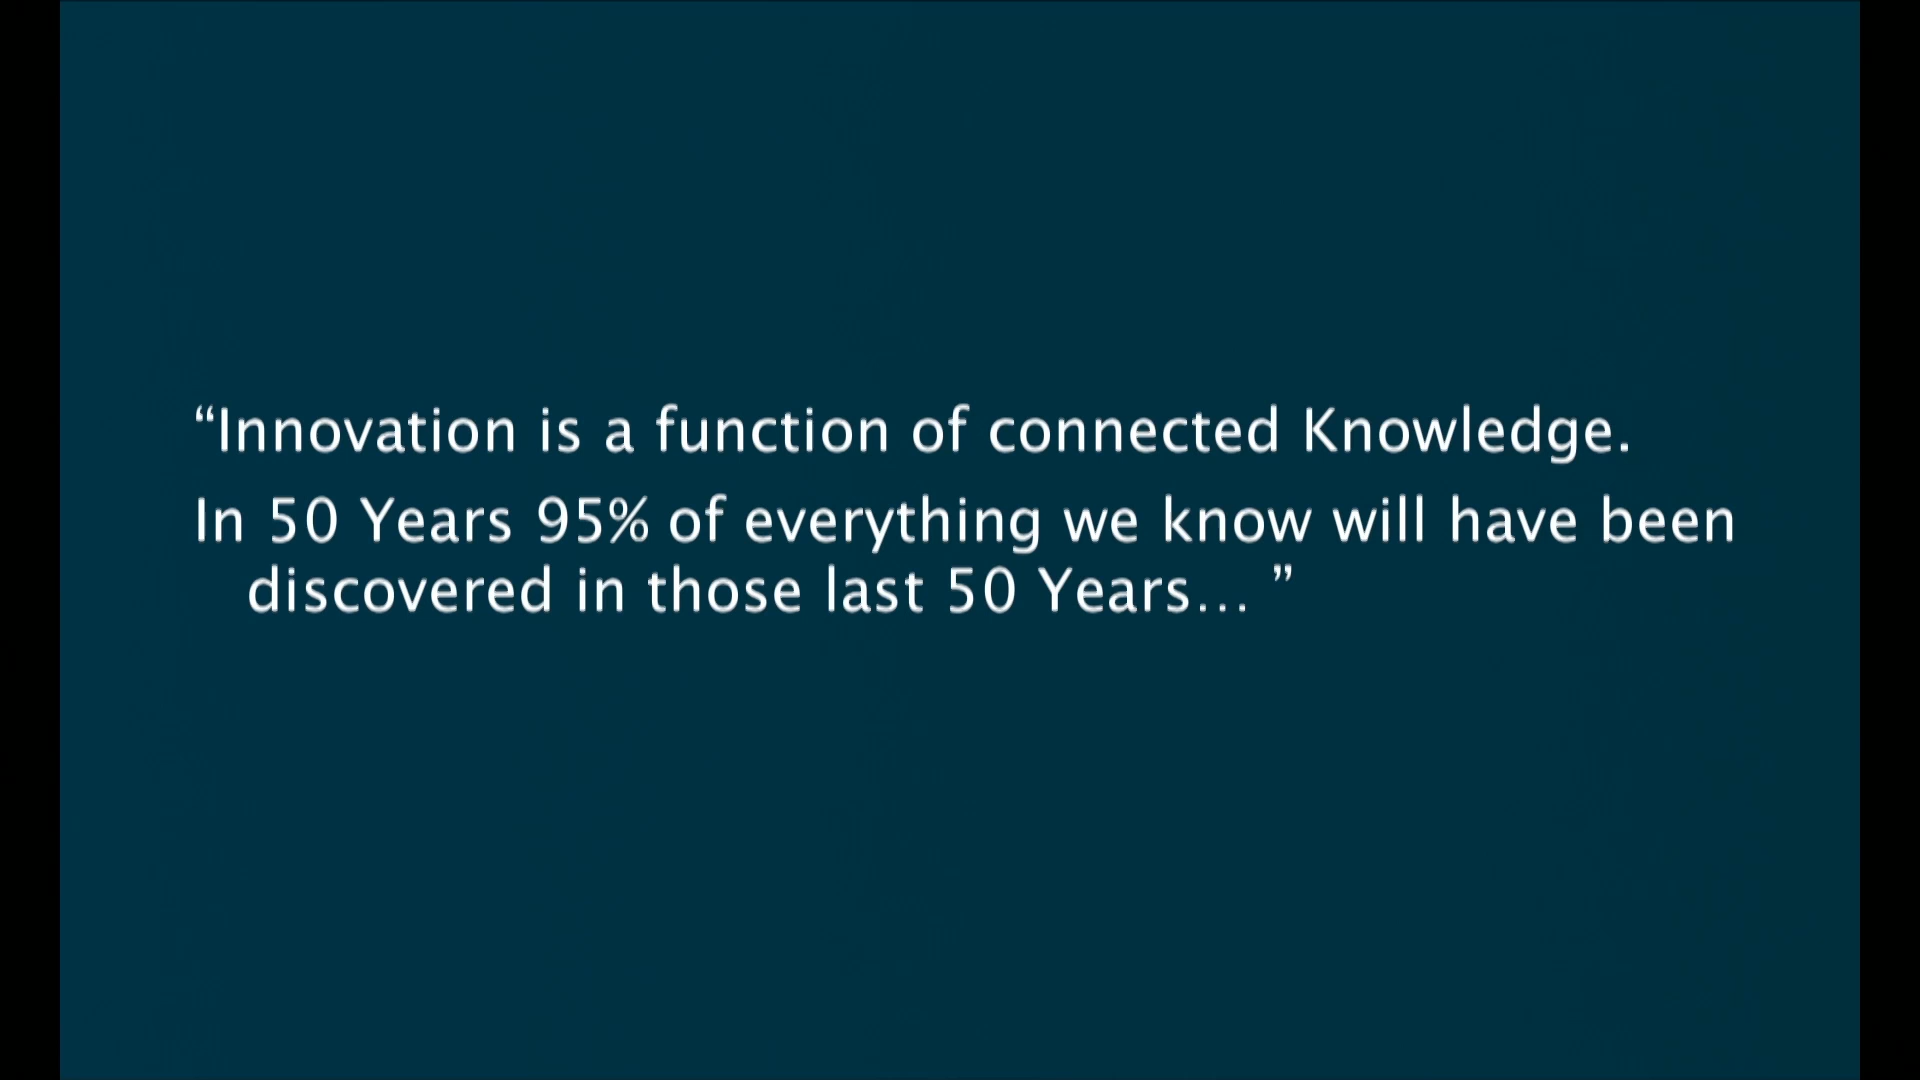 “Innovation is a function of connected Knowledge.
In 50 Years 95% of everything we know will have been
discovered in those last 50 Years… ”